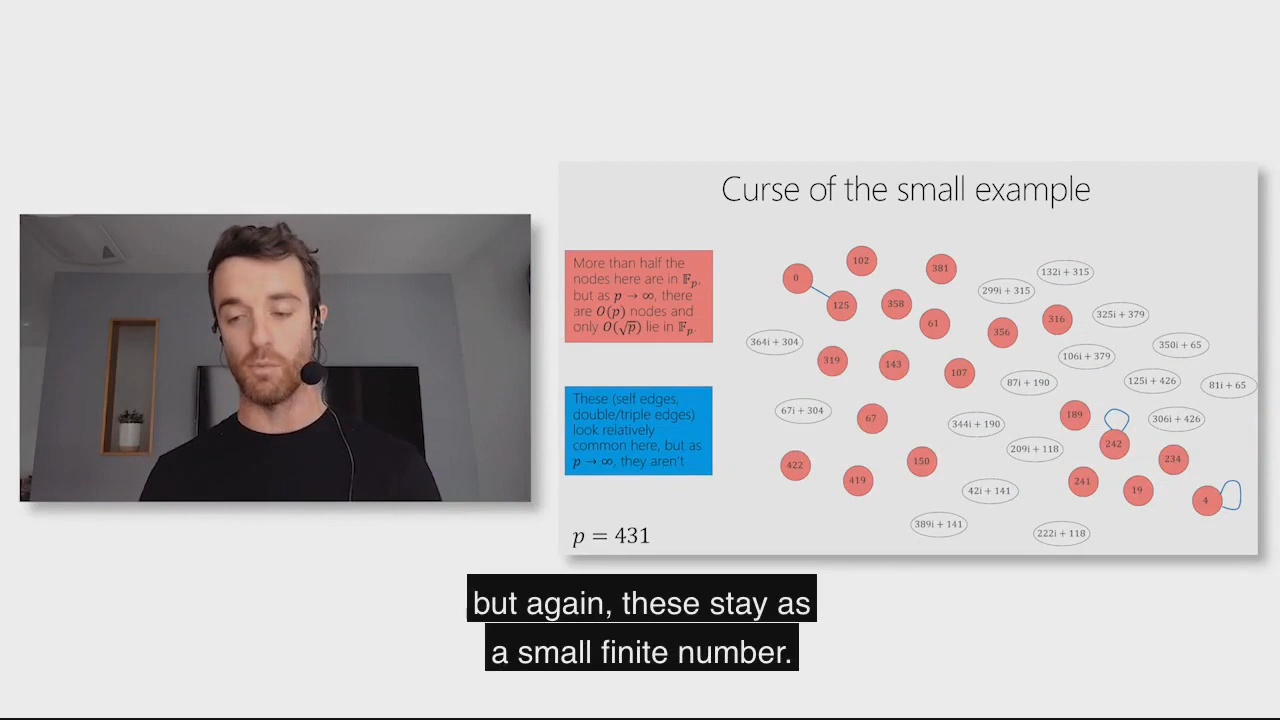 Curse of the small example
More than half the
nodes here are in 𝔽ₚ,
but as p → ∞, there
are O(p) nodes and
only O(√p) lie in 𝔽ₚ.
These (self edges,
double/triple edges)
look relatively
common here, but as
p → ∞, they aren't
p = 431
0
102
381
125
358
61
356
316
299i + 315
132i + 315
325i + 379
364i + 304
319
143
107
87i + 190
106i + 379
350i + 65
125i + 426
81i + 65
67i + 304
67
344i + 190
189
242
306i + 426
209i + 118
234
422
419
150
42i + 141
241
19
4
389i + 141
222i + 118
but again, these stay as
a small finite number.